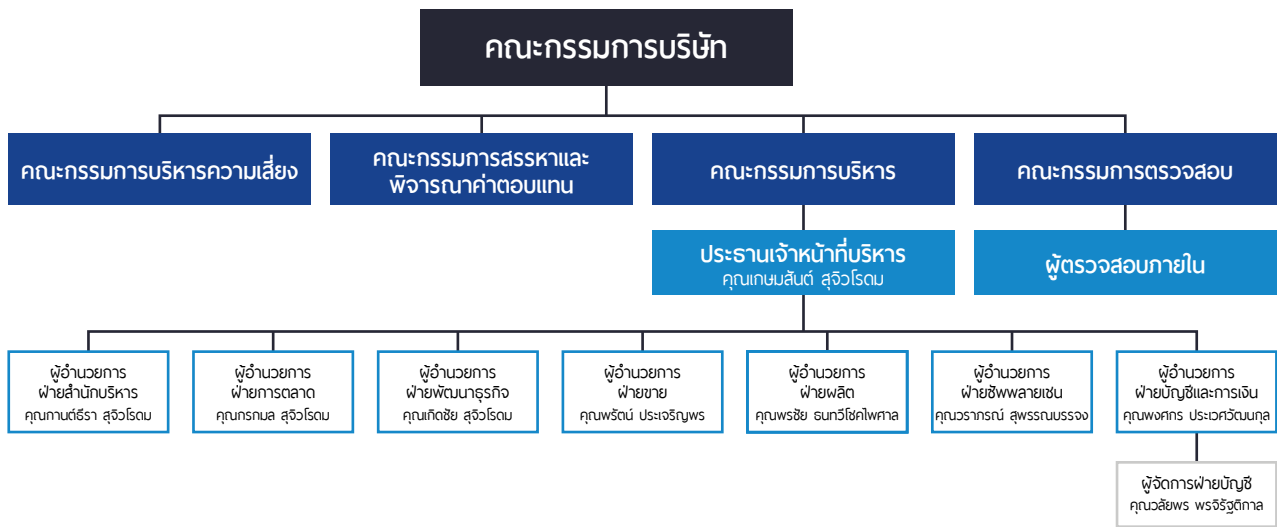 คณะกรรมการบริษัท
คณะกรรมการบริหารความเสี่ยง
คณะกรรมการสรรหาและ
พิจารณาค่าตอบแทน
คณะกรรมการบริหาร
คณะกรรมการตรวจสอบ
ประธานเจ้าหน้าที่บริหาร
คุณเกษมสันต์ สุจิวโรดม
ผู้ตรวจสอบภายใน
ผู้อำนวยการ
ฝ่ายสำนักบริหาร
คุณกานต์ธีรา สุจิวโรดม
ผู้อำนวยการ
ฝ่ายการตลาด
คุณกรกมล สุจิวโรดม
ผู้อำนวยการ
ฝ่ายพัฒนาธุรกิจ
คุณเทิดชัย สุจิวโรดม
ผู้อำนวยการ
ฝ่ายขาย
คุณพรัตน์ ประเจริญพร
ผู้อำนวยการ
ฝ่ายผลิต
คุณพรชัย ธนทวีโชคไพศาล
ผู้อำนวยการ
ฝ่ายซัพพลายเชน
คุณวราภรณ์ สุพรรณบรรจง
ผู้อำนวยการ
ฝ่ายบัญชีและการเงิน
คุณพงศกร ประเวศวัฒนกุล
ผู้จัดการฝ่ายบัญชี
คุณวลัยพร พรจิรัฐติกาล